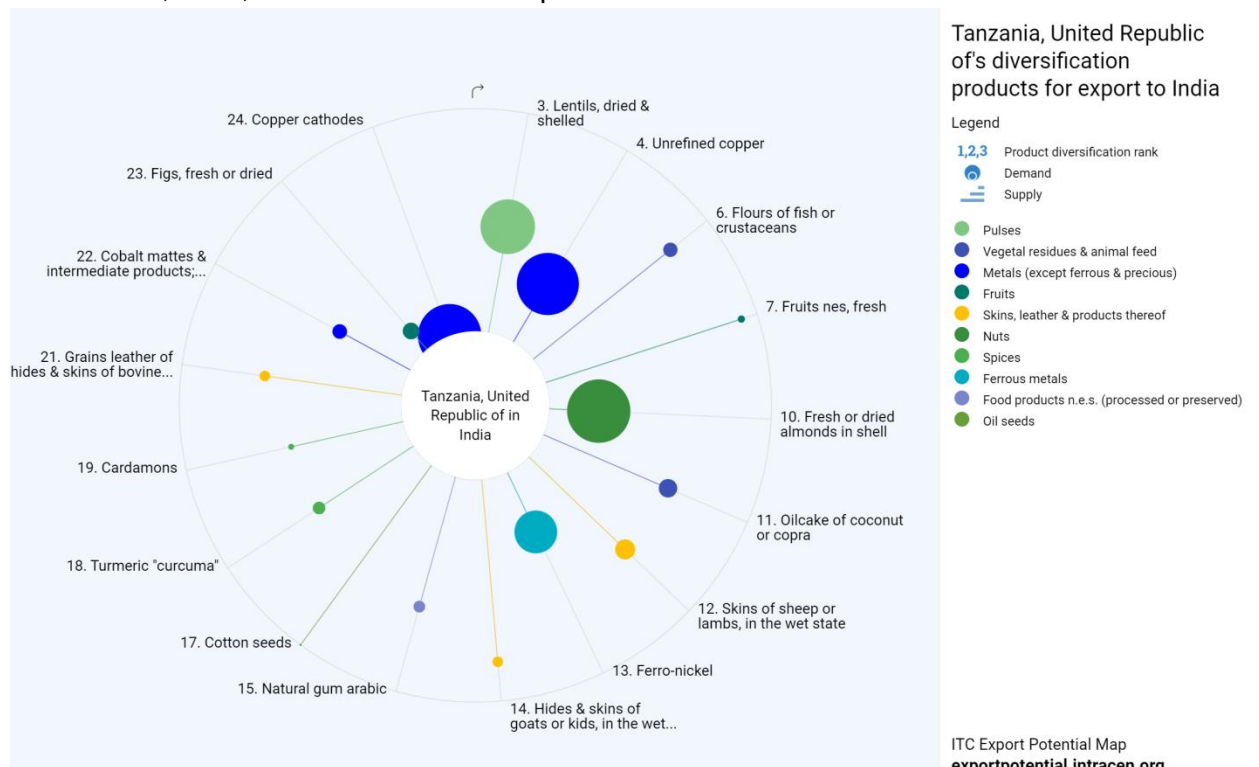 Tanzania, United Republic
of's diversification
products for export to India
Legend
1,2,3 Product diversification rank
Demand
Supply
Pulses
Vegetal residues & animal feed
Metals (except ferrous & precious)
Fruits
Skins, leather & products thereof
Nuts
Spices
Ferrous metals
Food products n.e.s. (processed or preserved)
Oil seeds
3. Lentils, dried &
shelled
4. Unrefined copper
6. Flours of fish or
crustaceans
7. Fruits nes, fresh
10. Fresh or dried
almonds in shell
11. Oilcake of coconut
or copra
12. Skins of sheep or
lambs, in the wet state
13. Ferro-nickel
14. Hides & skins of
goats or kids, in the wet...
15. Natural gum arabic
17. Cotton seeds
18. Turmeric "curcuma"
19. Cardamons
21. Grains leather of
hides & skins of bovine...
22. Cobalt mattes &
intermediate products;...
23. Figs, fresh or dried
24. Copper cathodes
Tanzania, United
Republic of in
India
ITC Export Potential Map
exportpotential.intracen.org